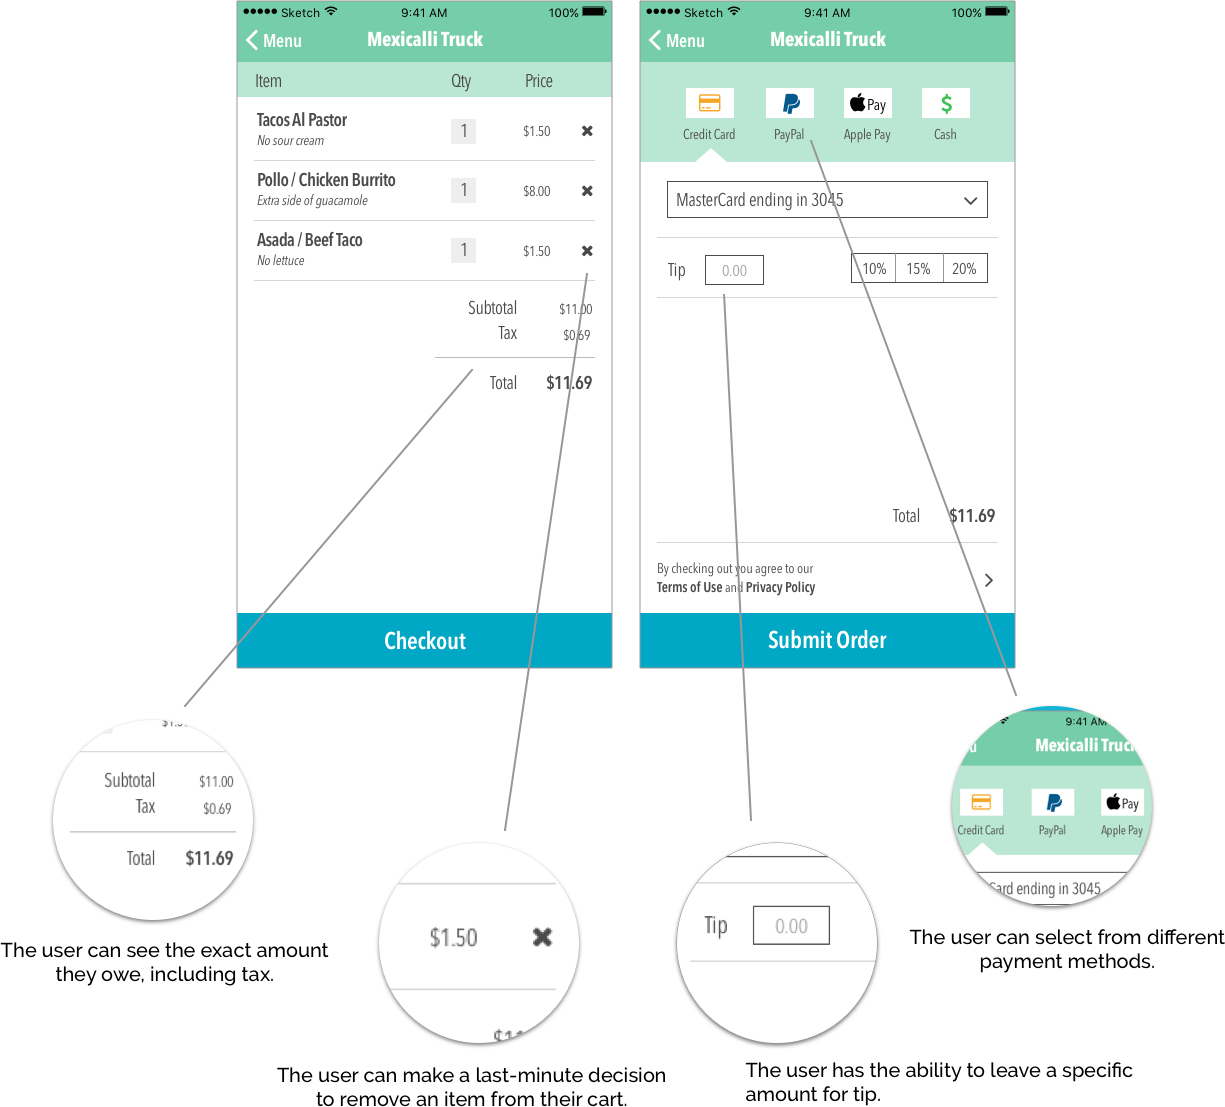 Sketch 9:41 AM 100%
Menu Mexicalli Truck
Item Qty Price
Tacos Al Pastor
No sour cream
1 $1.50
Pollo / Chicken Burrito
Extra side of guacamole
1 $8.00
Asada / Beef Taco
No lettuce
1 $1.50
Subtotal $11.00
Tax $0.69
Total $11.69
Checkout
Sketch 9:41 AM 100%
Menu Mexicalli Truck
Pay
Credit Card PayPal Apple Pay Cash
MasterCard ending in 3045
Tip 0.00 10% 15% 20%
Total $11.69
By checking out you agree to our
Terms of Use and Privacy Policy
Submit Order
Subtotal $11.00
Tax $0.69
Total $11.69
The user can see the exact amount
they owe, including tax.
$1.50
The user can make a last-minute decision
to remove an item from their cart.
Tip 0.00
The user has the ability to leave a specific
amount for tip.
9:41 AM
Mexicalli Truc
Pay
Credit Card PayPal Apple Pay
Card ending in 3045
The user can select from different
payment methods.